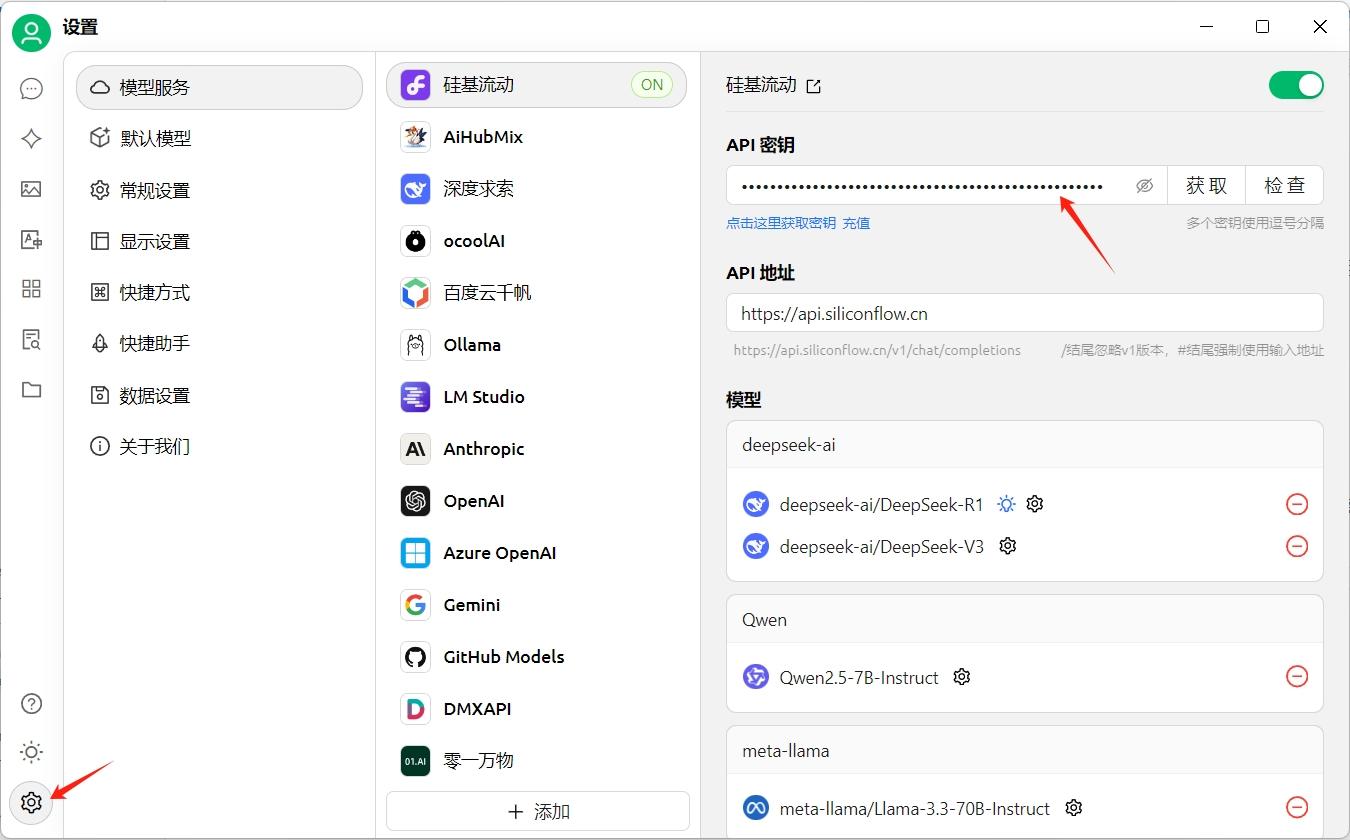 设置
模型服务
默认模型
常规设置
显示设置
快捷方式
快捷助手
数据设置
关于我们
硅基流动 ON
AiHubMix
深度求索
ocoolAI
百度云千帆
Ollama
LM Studio
Anthropic
OpenAI
Azure OpenAI
Gemini
GitHub Models
DMXAPI
01.AI 零一万物
添加
硅基流动
API 密钥
获取 检查
点击这里获取密钥 充值 多个密钥使用逗号分隔
API 地址
https://api.siliconflow.cn
https://api.siliconflow.cn/v1/chat/completions /结尾忽略v1版本，#结尾强制使用输入地址
模型
deepseek-ai
deepseek-ai/DeepSeek-R1
deepseek-ai/DeepSeek-V3
Qwen
Qwen2.5-7B-Instruct
meta-llama
meta-llama/Llama-3.3-70B-Instruct